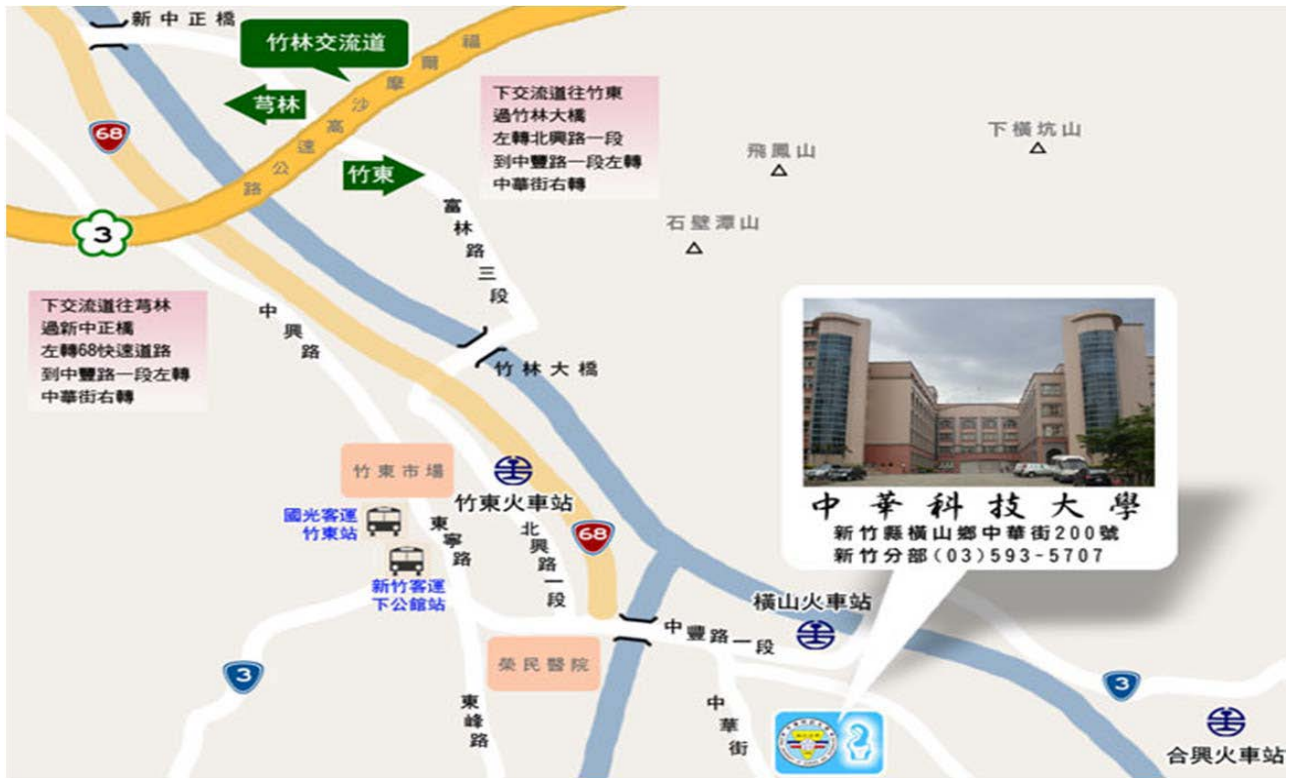 新中正橋
竹林交流道
福爾摩沙高速公路
芎林
68
竹東
3
下交流道往竹東
過竹林大橋
左轉北興路一段
到中豐路一段左轉
中華街右轉
飛鳳山
下橫坑山
石壁潭山
富林路三段
下交流道往芎林
過新中正橋
左轉68快速道路
到中豐路一段左轉
中華街右轉
中興路
竹林大橋
竹東市場
竹東火車站
國光客運
竹東站
東寧路
北興路一段
68
新竹客運
下公館站
中華科技大學
新竹縣橫山鄉中華街200號
新竹分部(03)593-5707
橫山火車站
中豐路一段
榮民醫院
3
東峰路
中華街
3
合興火車站